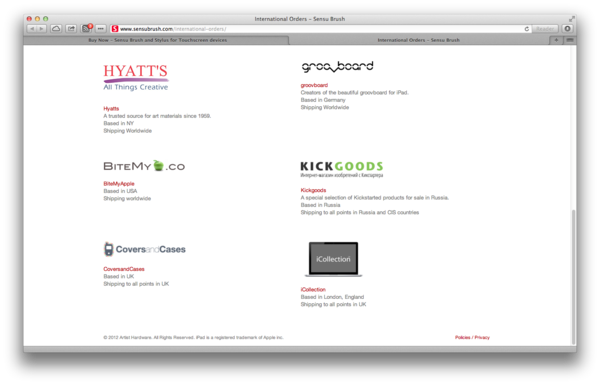 International Orders – Sensu Brush
www.sensubrush.com/international-orders/
Reader
Buy Now – Sensu Brush and Stylus for Touchscreen devices
International Orders – Sensu Brush
HYATT'S
All Things Creative
Hyatts
A trusted source for art materials since 1959.
Based in NY
Shipping Worldwide
groovboard
groovboard
Creators of the beautiful groovboard for iPad.
Based in Germany
Shipping Worldwide
BITEMY.CO
BiteMyApple
Based in USA
Shipping worldwide
KICKGOODS
Интернет-магазин изобретений с Кикстартера
Kickgoods
A special selection of Kickstarted products for sale in Russia.
Based in Russia
Shipping to all points in Russia and CIS countries
CoversandCases
CoversandCases
Based in UK
Shipping to all points in UK
iCollection
iCollection
Based in London, England
Shipping to all points in UK
© 2012 Artist Hardware. All Rights Reserved. iPad is a registered trademark of Apple Inc.
Policies / Privacy